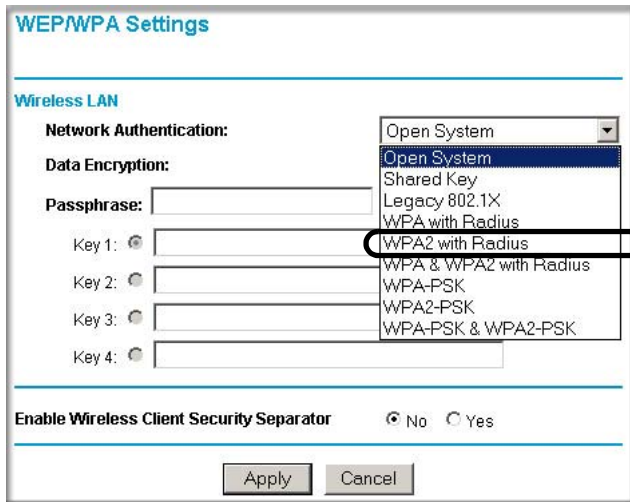 WEP/WPA Settings
Wireless LAN
Network Authentication:
Open System
Open System
Shared Key
Legacy 802.1X
WPA with Radius
WPA2 with Radius
WPA & WPA2 with Radius
WPA-PSK
WPA2-PSK
WPA-PSK & WPA2-PSK
Data Encryption:
Passphrase:
Key 1:
Key 2:
Key 3:
Key 4:
Enable Wireless Client Security Separator
No Yes
Apply Cancel